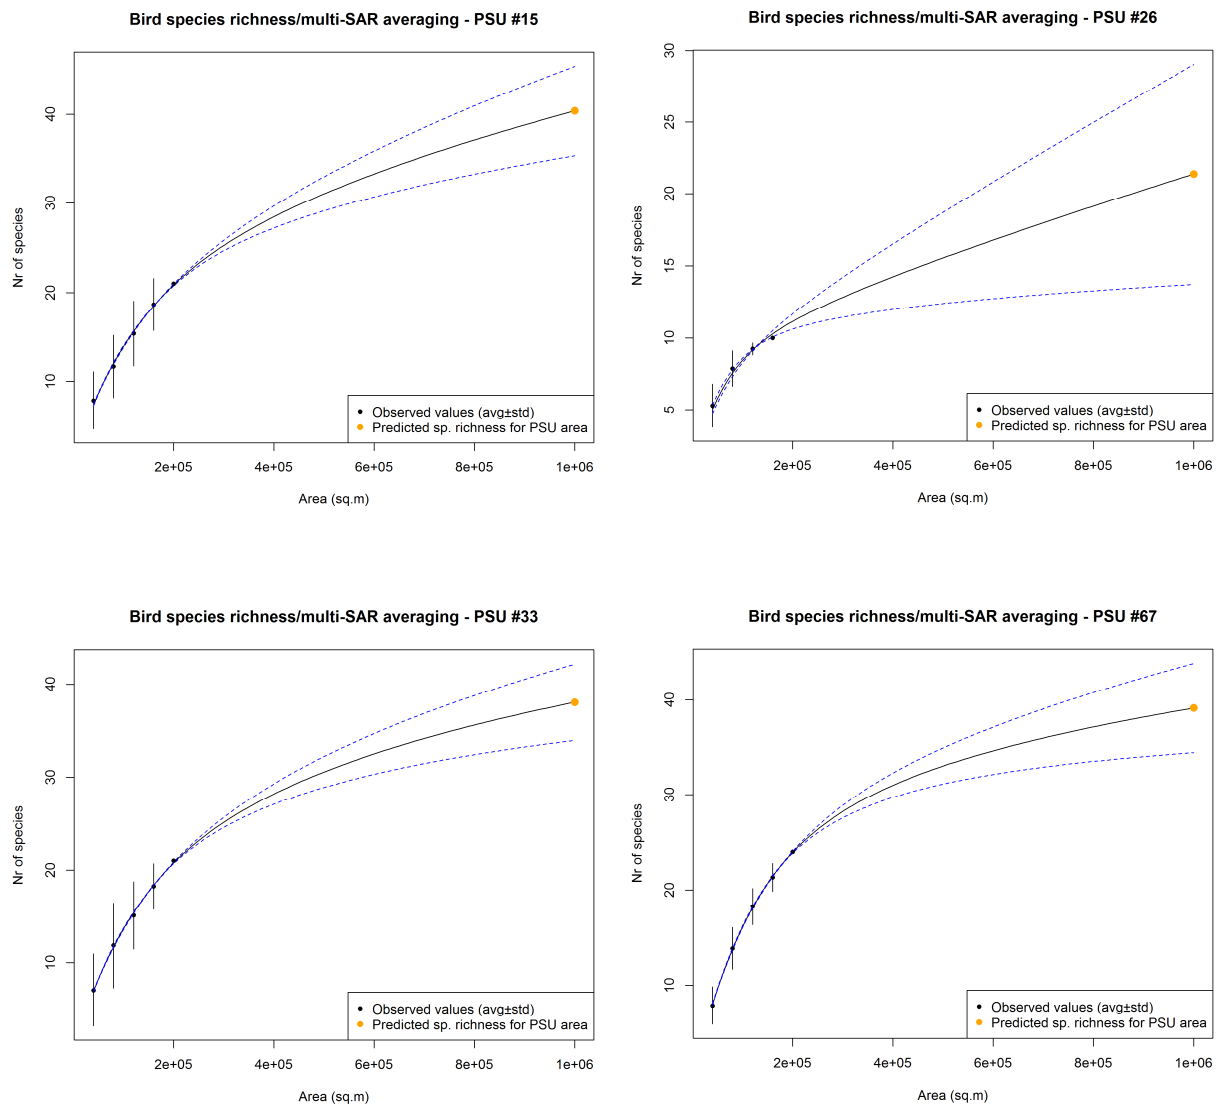 Bird species richness/multi-SAR averaging - PSU #15
Nr of species
40
30
20
10
Observed values (avg±std)
Predicted sp. richness for PSU area
2e+05 4e+05 6e+05 8e+05 1e+06
Area (sq.m)
Bird species richness/multi-SAR averaging - PSU #26
Nr of species
30
25
20
15
10
5
Observed values (avg±std)
Predicted sp. richness for PSU area
2e+05 4e+05 6e+05 8e+05 1e+06
Area (sq.m)
Bird species richness/multi-SAR averaging - PSU #33
Nr of species
40
30
20
10
Observed values (avg±std)
Predicted sp. richness for PSU area
2e+05 4e+05 6e+05 8e+05 1e+06
Area (sq.m)
Bird species richness/multi-SAR averaging - PSU #67
Nr of species
40
30
20
10
Observed values (avg±std)
Predicted sp. richness for PSU area
2e+05 4e+05 6e+05 8e+05 1e+06
Area (sq.m)